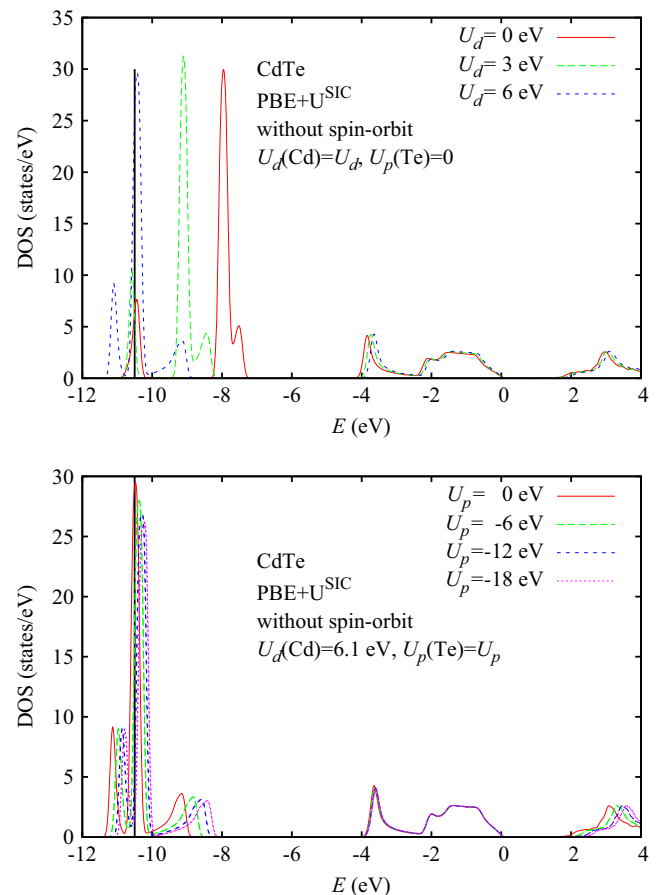 U_d= 0 eV
U_d= 3 eV
U_d= 6 eV
CdTe
PBE+U^SIC
without spin-orbit
U_d(Cd)=U_d, U_p(Te)=0
DOS (states/eV)
35
30
25
20
15
10
5
0
-12 -10 -8 -6 -4 -2 0 2 4
E (eV)
U_p= 0 eV
U_p= -6 eV
U_p=-12 eV
U_p=-18 eV
CdTe
PBE+U^SIC
without spin-orbit
U_d(Cd)=6.1 eV, U_p(Te)=U_p
DOS (states/eV)
30
25
20
15
10
5
0
-12 -10 -8 -6 -4 -2 0 2 4
E (eV)